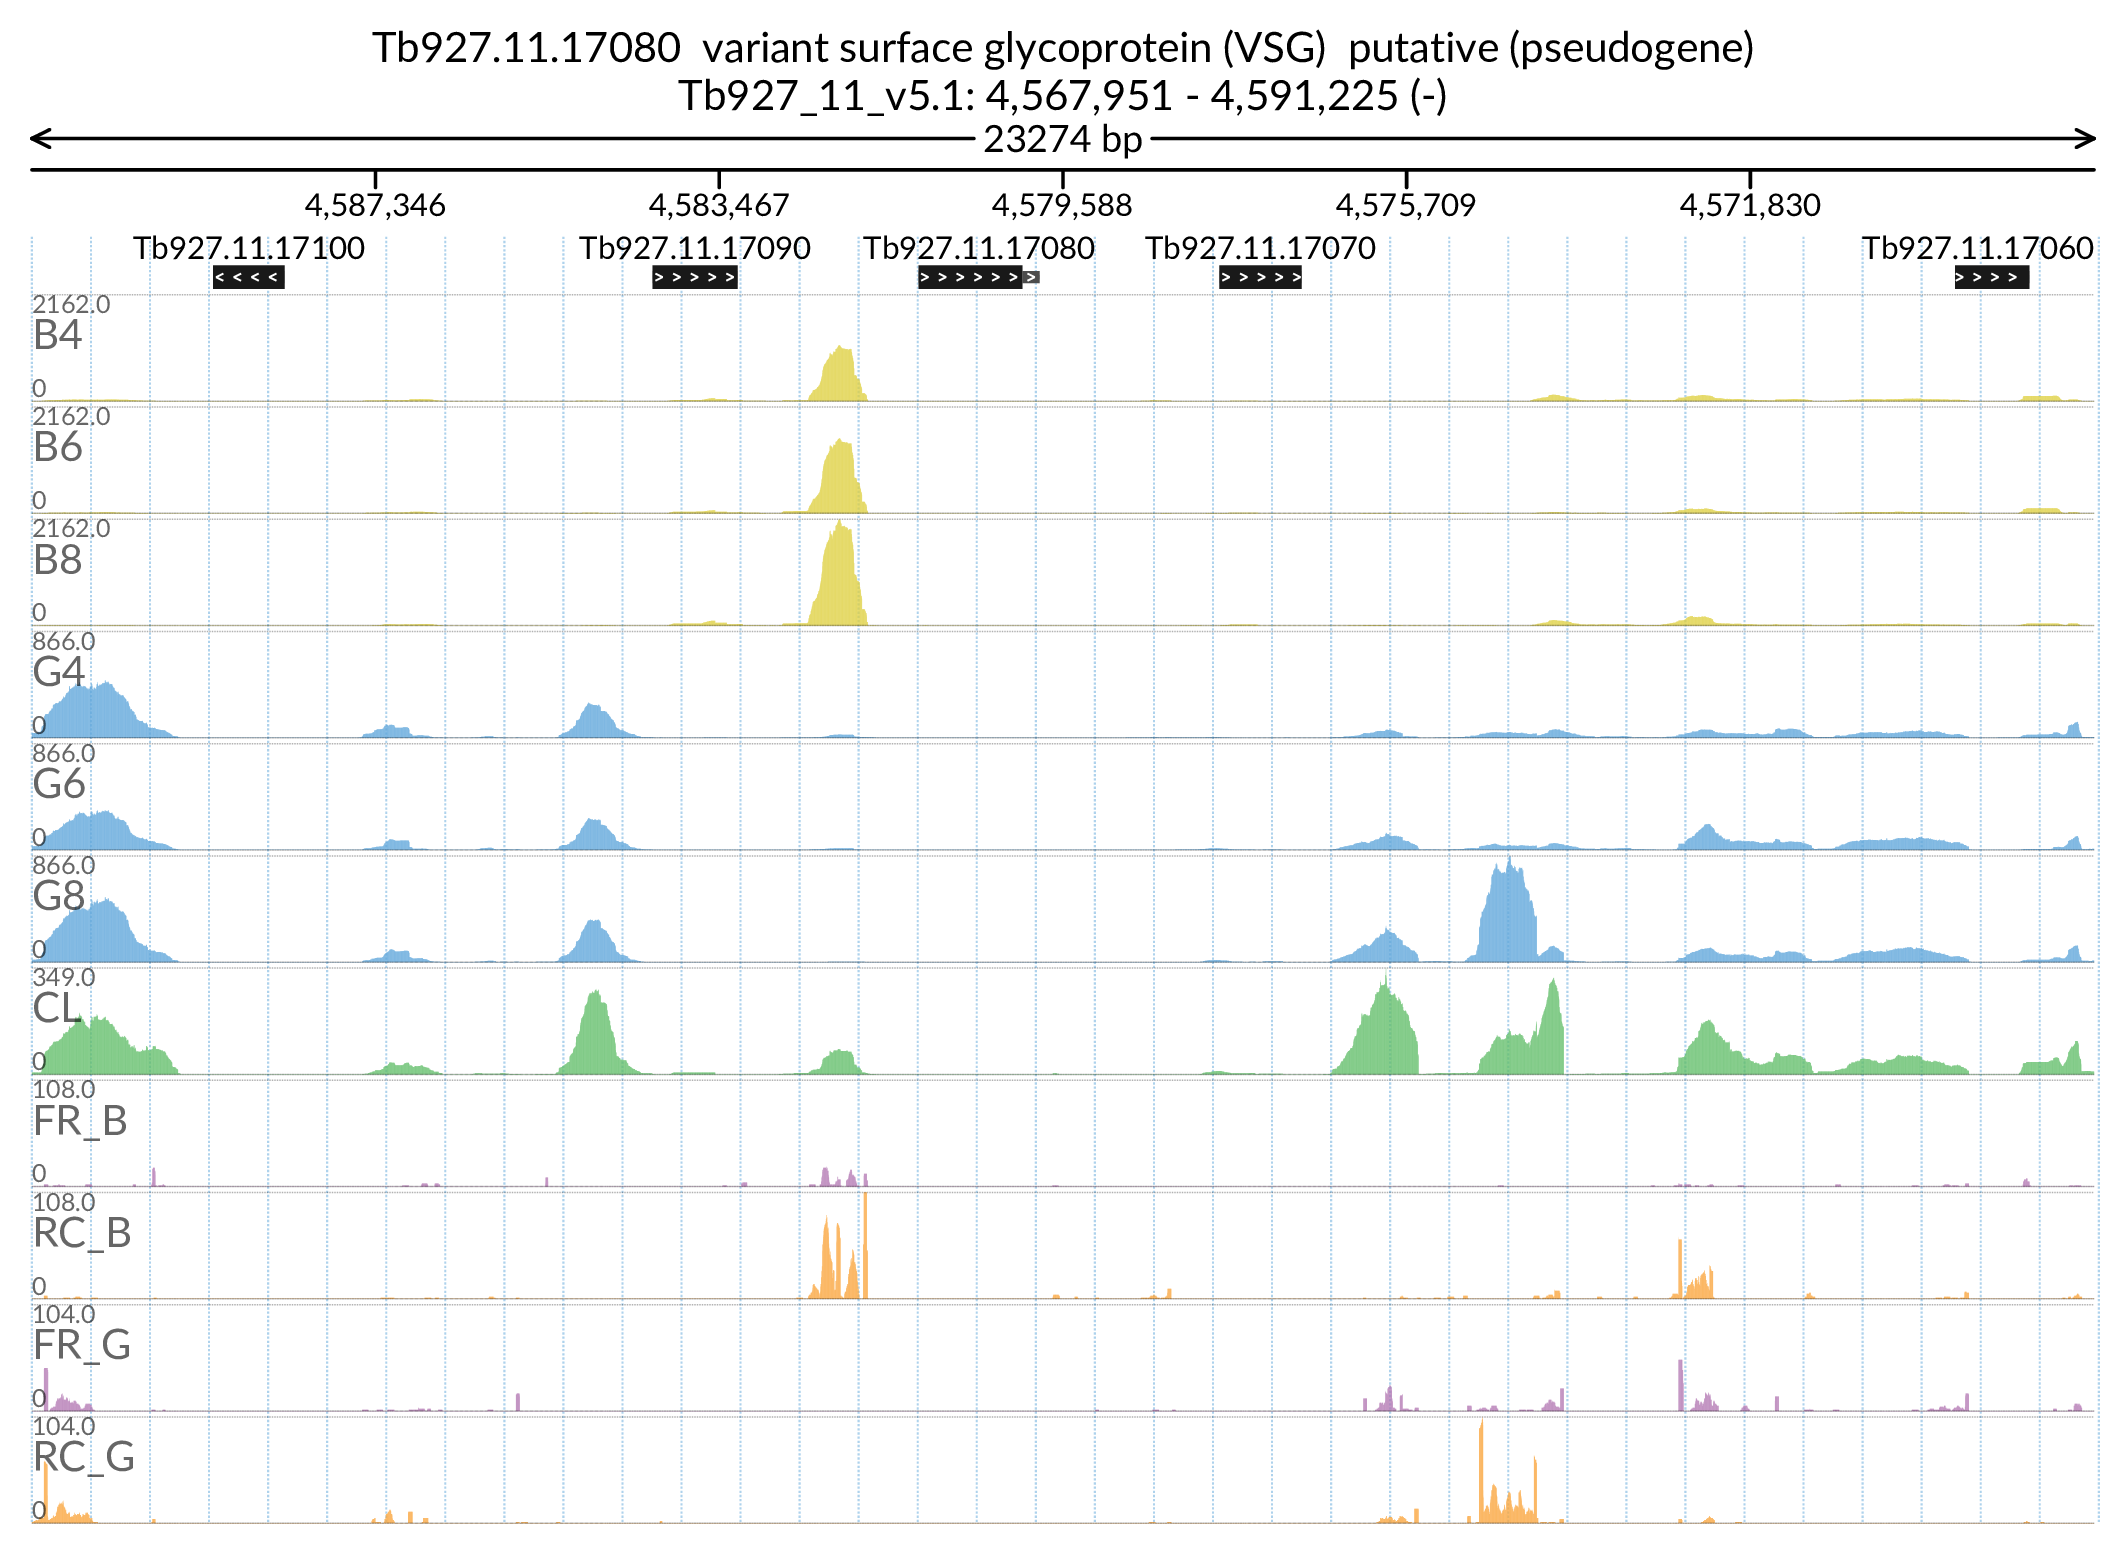 Tb927.11.17080 variant surface glycoprotein (VSG) putative (pseudogene)
Tb927_11_v5.1: 4,567,951 - 4,591,225 (-)
23274 bp
4,587,346 4,583,467 4,579,588 4,575,709 4,571,830
Tb927.11.17100 Tb927.11.17090 Tb927.11.17080 Tb927.11.17070 Tb927.11.17060
2162.0
B4
0
2162.0
B6
0
2162.0
B8
0
866.0
G4
0
866.0
G6
0
866.0
G8
0
349.0
CL
0
108.0
FR_B
0
108.0
RC_B
0
104.0
FR_G
0
104.0
RC_G
0